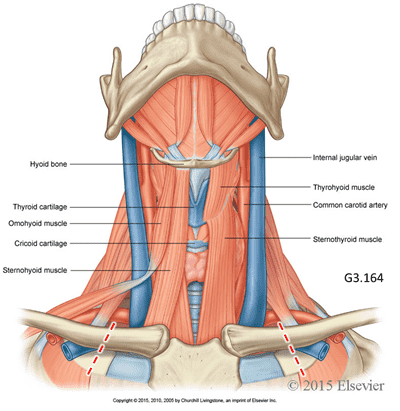 Hyoid bone
Internal jugular vein
Thyrohyoid muscle
Thyroid cartilage
Common carotid artery
Omohyoid muscle
Sternothyroid muscle
Cricoid cartilage
Sternohyoid muscle
G3.164
© 2015 Elsevier
Copyright © 2015, 2010, 2005 by Churchill Livingstone, an imprint of Elsevier, Inc.